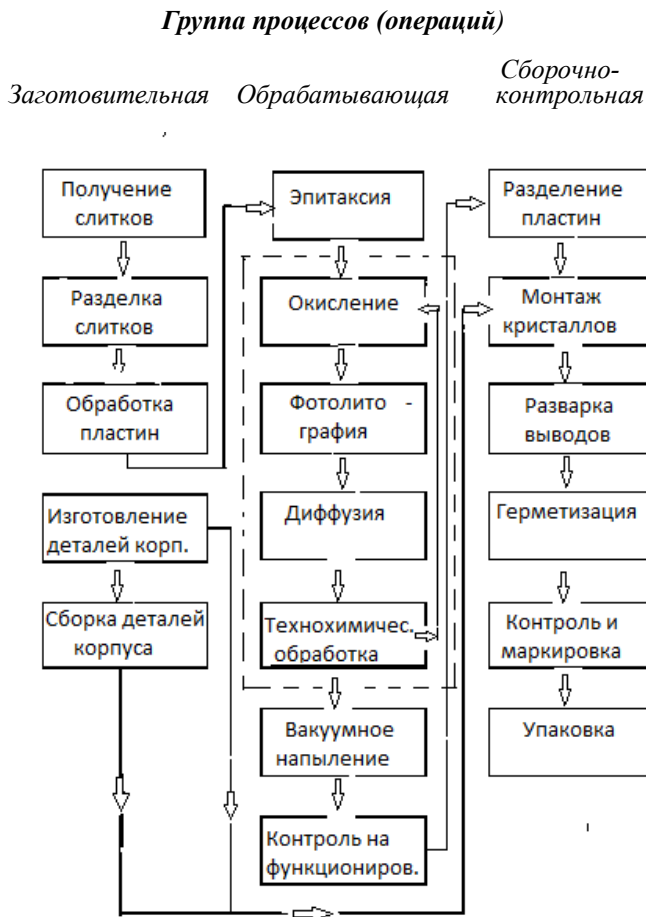 Группа процессов (операций)
Заготовительная
Обрабатывающая
Сборочно-
контрольная
Получение
слитков
Разделка
слитков
Обработка
пластин
Изготовление
деталей корп.
Сборка деталей
корпуса
Эпитаксия
Окисление
Фотолито -
графия
Диффузия
Технохимичес.
обработка
Вакуумное
напыление
Контроль на
функциониров.
Разделение
пластин
Монтаж
кристаллов
Разварка
выводов
Герметизация
Контроль и
маркировка
Упаковка